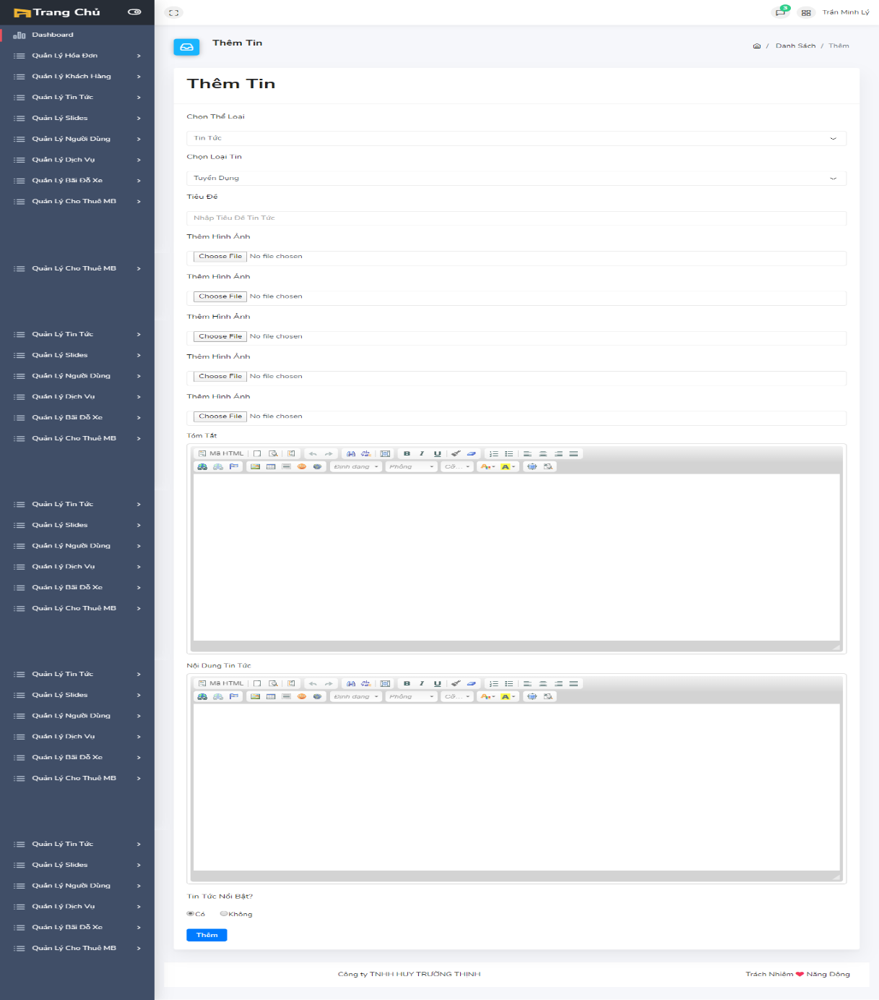 Trang Chủ
3
Trần Minh Lý
Dashboard
Quản Lý Hóa Đơn
Quản Lý Khách Hàng
Quản Lý Tin Tức
Quản Lý Slides
Quản Lý Người Dùng
Quản Lý Dịch Vụ
Quản Lý Bãi Đỗ Xe
Quản Lý Cho Thuê MB
Quản Lý Cho Thuê MB
Quản Lý Tin Tức
Quản Lý Slides
Quản Lý Người Dùng
Quản Lý Dịch Vụ
Quản Lý Bãi Đỗ Xe
Quản Lý Cho Thuê MB
Quản Lý Tin Tức
Quản Lý Slides
Quản Lý Người Dùng
Quản Lý Dịch Vụ
Quản Lý Bãi Đỗ Xe
Quản Lý Cho Thuê MB
Quản Lý Tin Tức
Quản Lý Slides
Quản Lý Người Dùng
Quản Lý Dịch Vụ
Quản Lý Bãi Đỗ Xe
Quản Lý Cho Thuê MB
Quản Lý Tin Tức
Quản Lý Slides
Quản Lý Người Dùng
Quản Lý Dịch Vụ
Quản Lý Bãi Đỗ Xe
Quản Lý Cho Thuê MB
Thêm Tin
/ Danh Sách / Thêm
Thêm Tin
Chọn Thể Loại
Tin Tức
Chọn Loại Tin
Tuyển Dụng
Tiêu Đề
Nhập Tiêu Đề Tin Tức
Thêm Hình Ảnh
Choose File No file chosen
Thêm Hình Ảnh
Choose File No file chosen
Thêm Hình Ảnh
Choose File No file chosen
Thêm Hình Ảnh
Choose File No file chosen
Thêm Hình Ảnh
Choose File No file chosen
Tóm Tắt
Mã HTML B I U
Định dạng Phông Cỡ... A A
Nội Dung Tin Tức
Mã HTML B I U
Định dạng Phông Cỡ... A A
Tin Tức Nổi Bật?
Có Không
Thêm
Công ty TNHH HUY TRƯỜNG THỊNH
Trách Nhiệm ❤ Năng Động